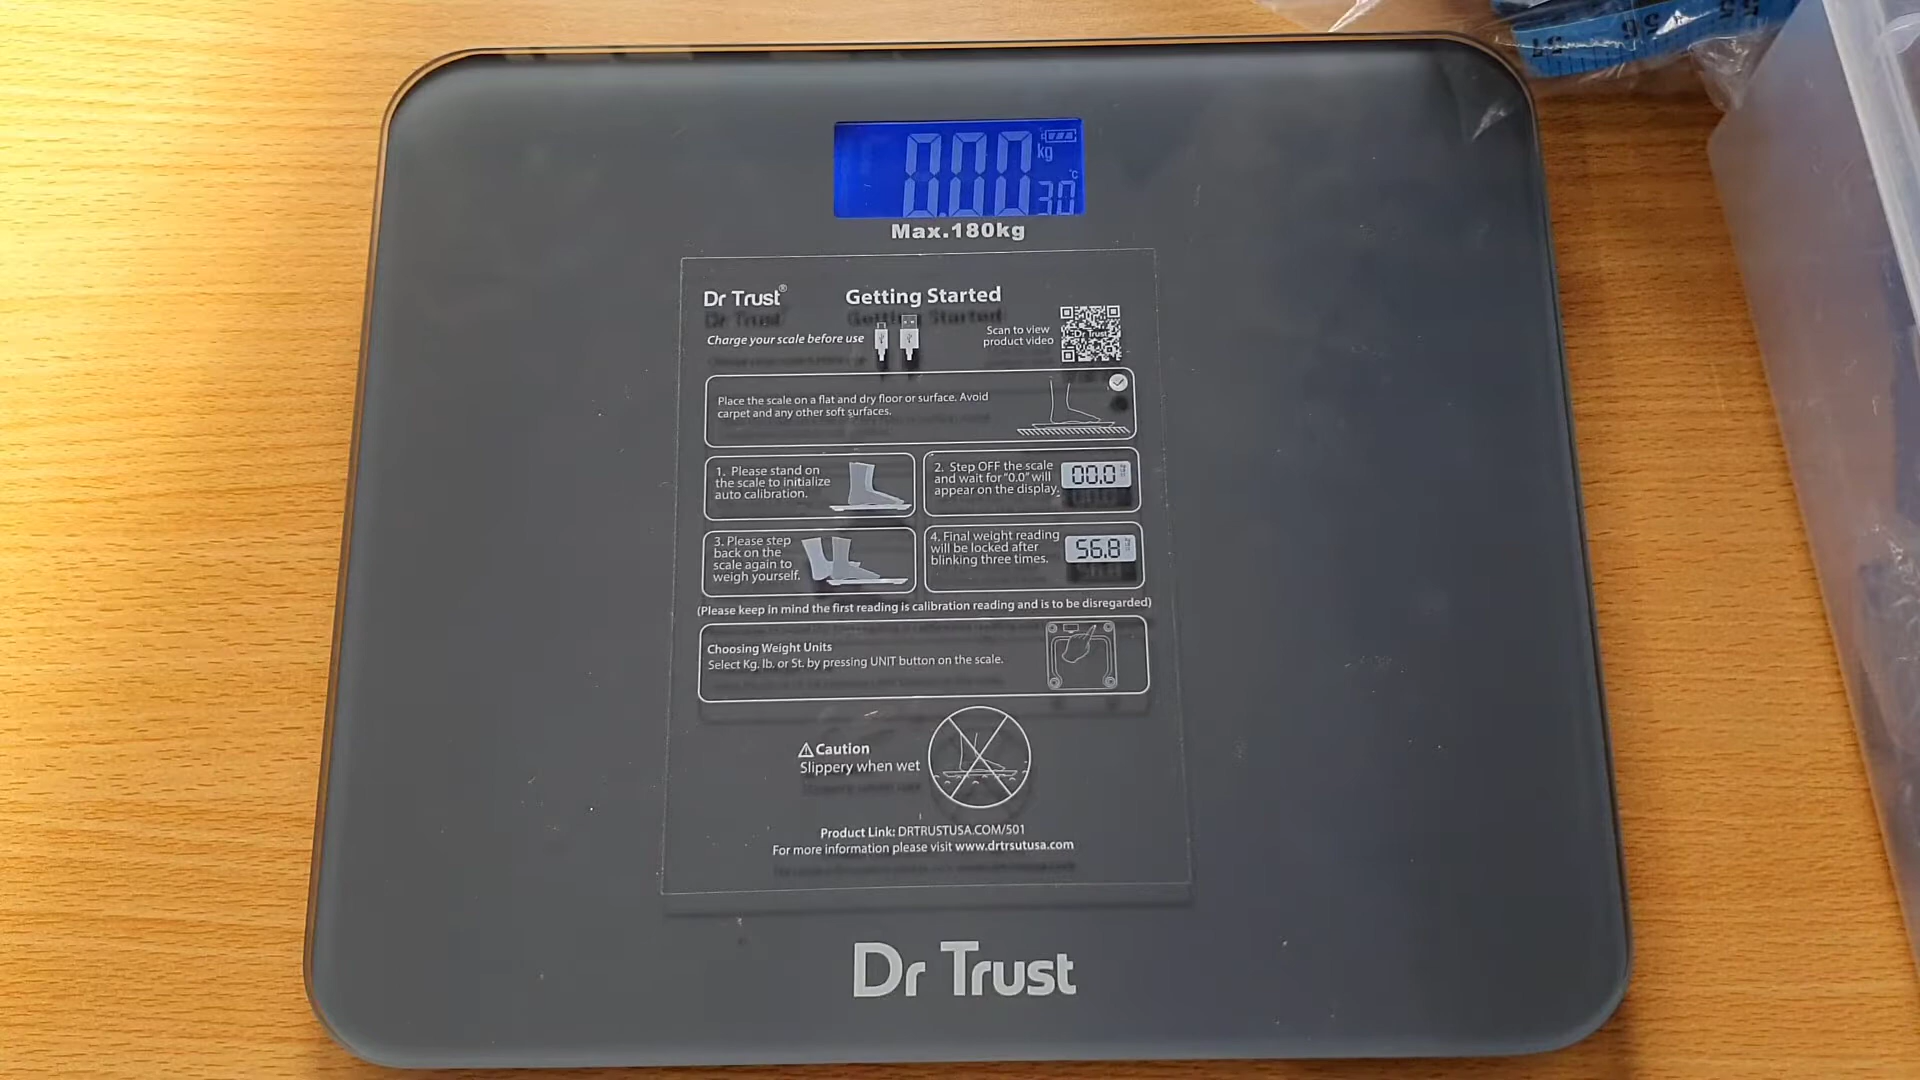 57 56 55
0.00 kg
30 °C
Max.180kg
Dr Trust® Getting Started
Charge your scale before use
Scan to view
product video
Dr Trust
Place the scale on a flat and dry floor or surface. Avoid
carpet and any other soft surfaces.
1. Please stand on
the scale to initialize
auto calibration.
2. Step OFF the scale
and wait for "0.0" will
appear on the display.
00.0
3. Please step
back on the
scale again to
weigh yourself.
4. Final weight reading
will be locked after
blinking three times.
56.8
(Please keep in mind the first reading is calibration reading and is to be disregarded)
Choosing Weight Units
Select Kg. lb. or St. by pressing UNIT button on the scale.
Caution
Slippery when wet
Product Link: DRTRUSTUSA.COM/501
For more information please visit www.drtrsutusa.com
Dr Trust